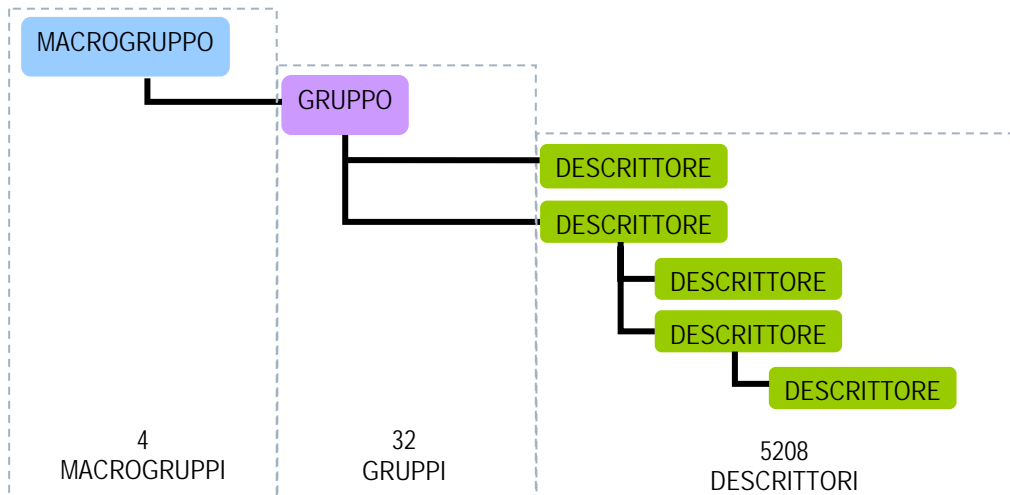 MACROGRUPPO
GRUPPO
DESCRITTORE
DESCRITTORE
DESCRITTORE
DESCRITTORE
DESCRITTORE
4
MACROGRUPPI
32
GRUPPI
5208
DESCRITTORI